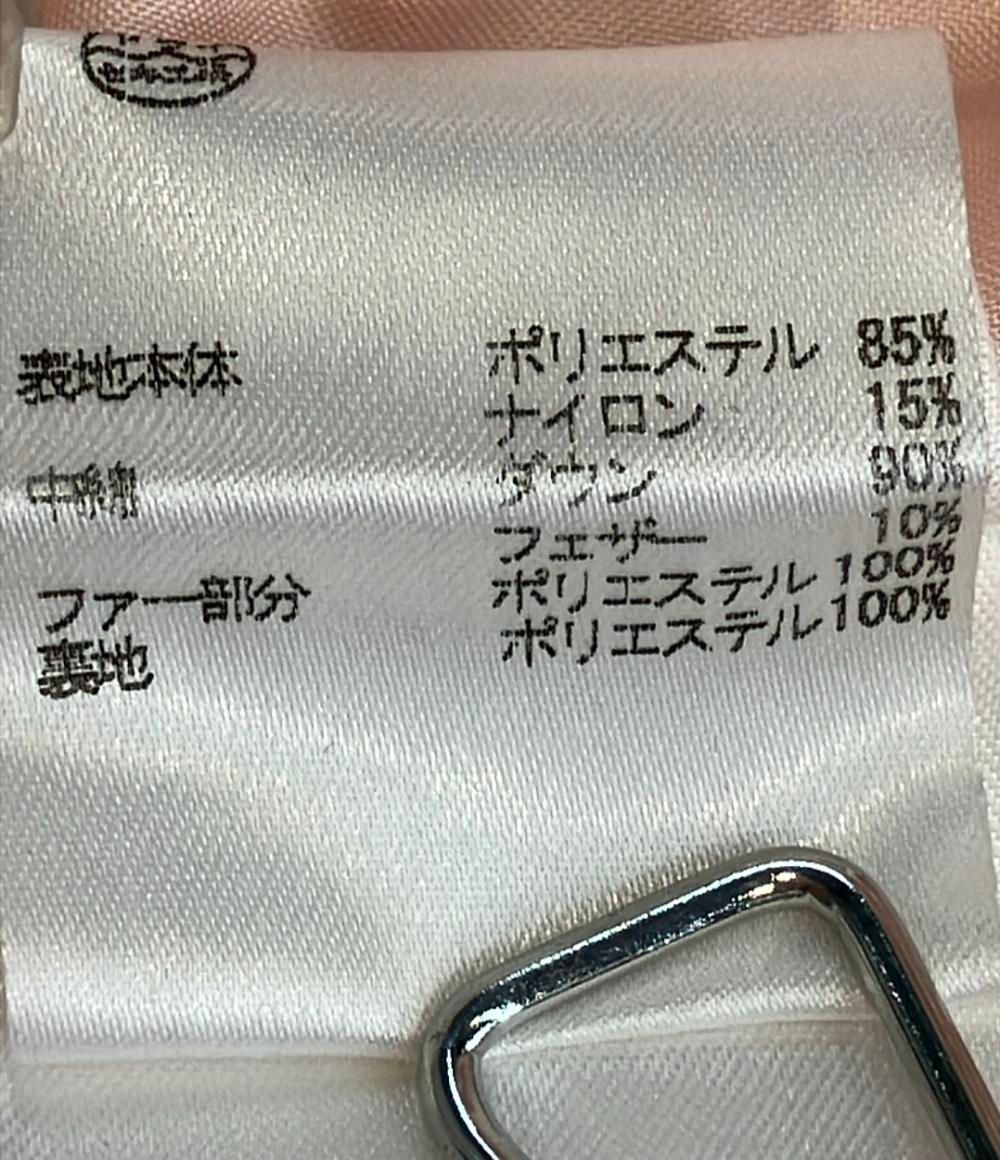 表地本体 ポリエステル 85%
ナイロン 15%
ダウン 90%
フェザー 10%
ファー部分 ポリエステル 100%
裏地 ポリエステル 100%